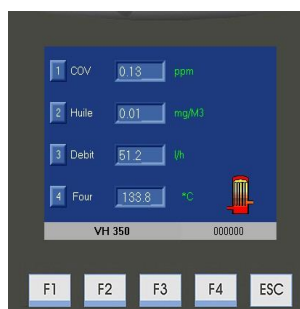 1 COV 0.13 ppm
2 Huile 0.01 mg/M3
3 Debit 51.2 l/h
4 Four 133.8 °C
VH 350 000000
F1 F2 F3 F4 ESC